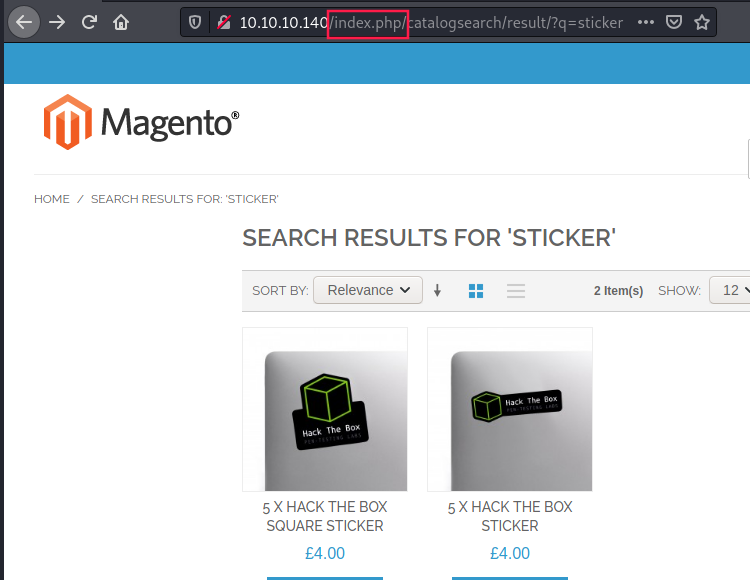 10.10.10.140/index.php/catalogsearch/result/?q=sticker
Magento®
HOME / SEARCH RESULTS FOR: 'STICKER'
SEARCH RESULTS FOR 'STICKER'
SORT BY: Relevance 2 Item(s) SHOW: 12
Hack The Box
PEN-TESTING LABS
Hack The Box
PEN-TESTING LABS
5 X HACK THE BOX
SQUARE STICKER
£4.00
5 X HACK THE BOX
STICKER
£4.00